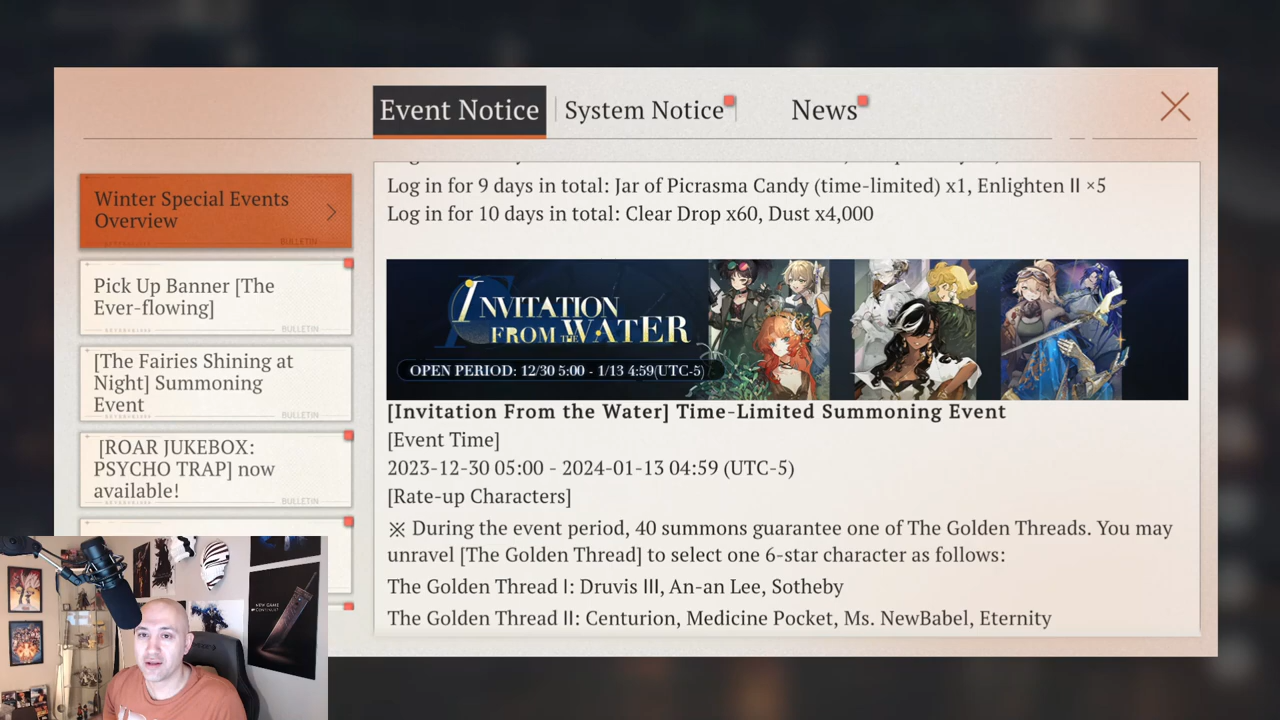 Event Notice
System Notice
News
Winter Special Events
Overview
BULLETIN
Pick Up Banner [The
Ever-flowing]
BULLETIN
[The Fairies Shining at
Night] Summoning
Event
BULLETIN
[ROAR JUKEBOX:
PSYCHO TRAP] now
available!
BULLETIN
Log in for 9 days in total: Jar of Picrasma Candy (time-limited) x1, Enlighten II ×5
Log in for 10 days in total: Clear Drop x60, Dust x4,000
INVITATION
FROM THE WATER
OPEN PERIOD: 12/30 5:00 - 1/13 4:59(UTC-5)
[Invitation From the Water] Time-Limited Summoning Event
[Event Time]
2023-12-30 05:00 - 2024-01-13 04:59 (UTC-5)
[Rate-up Characters]
※ During the event period, 40 summons guarantee one of The Golden Threads. You may
unravel [The Golden Thread] to select one 6-star character as follows:
The Golden Thread I: Druvis III, An-an Lee, Sotheby
The Golden Thread II: Centurion, Medicine Pocket, Ms. NewBabel, Eternity
NEW GAME
CONTINUE?